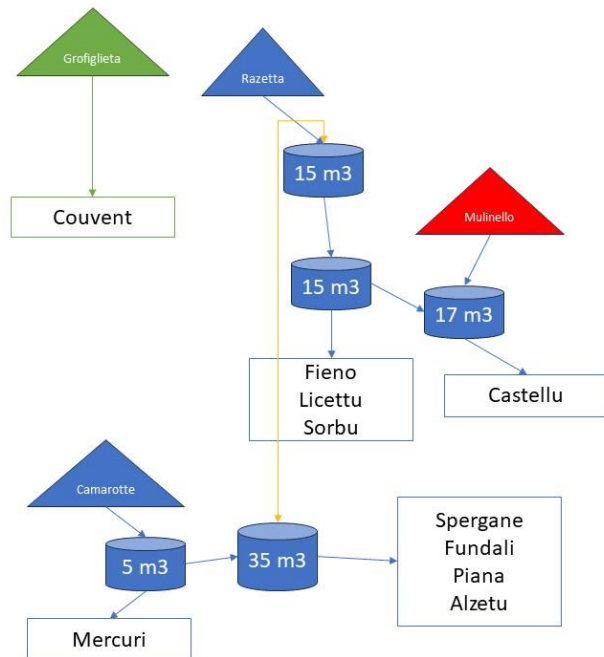 Grofiglieta
Razetta
15 m3
Couvent
Mulinello
15 m3
17 m3
Fieno
Licettu
Sorbu
Castellu
Camarotte
5 m3
35 m3
Spergane
Fundali
Piana
Alzetu
Mercuri